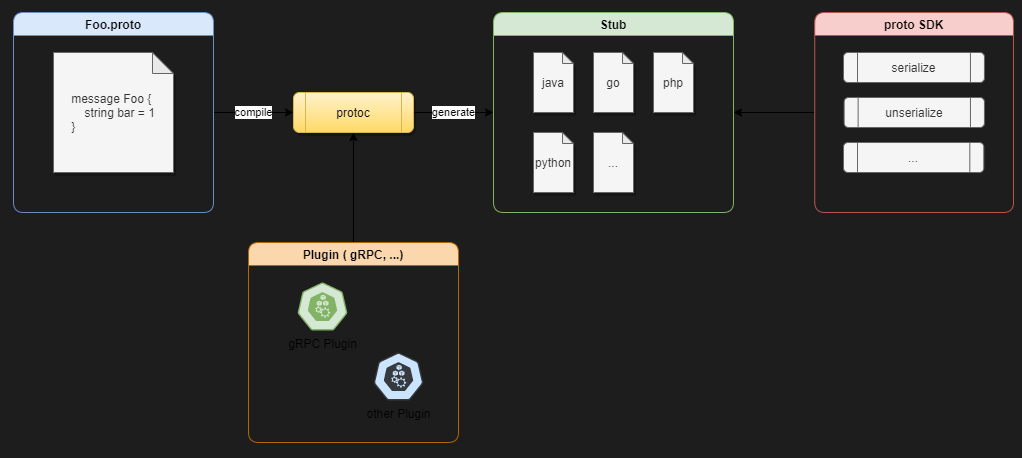 Foo.proto
message Foo {
    string bar = 1
}
compile
protoc
generate
Stub
java
go
php
python
...
proto SDK
serialize
unserialize
...
Plugin ( gRPC, ...)
gRPC Plugin
other Plugin